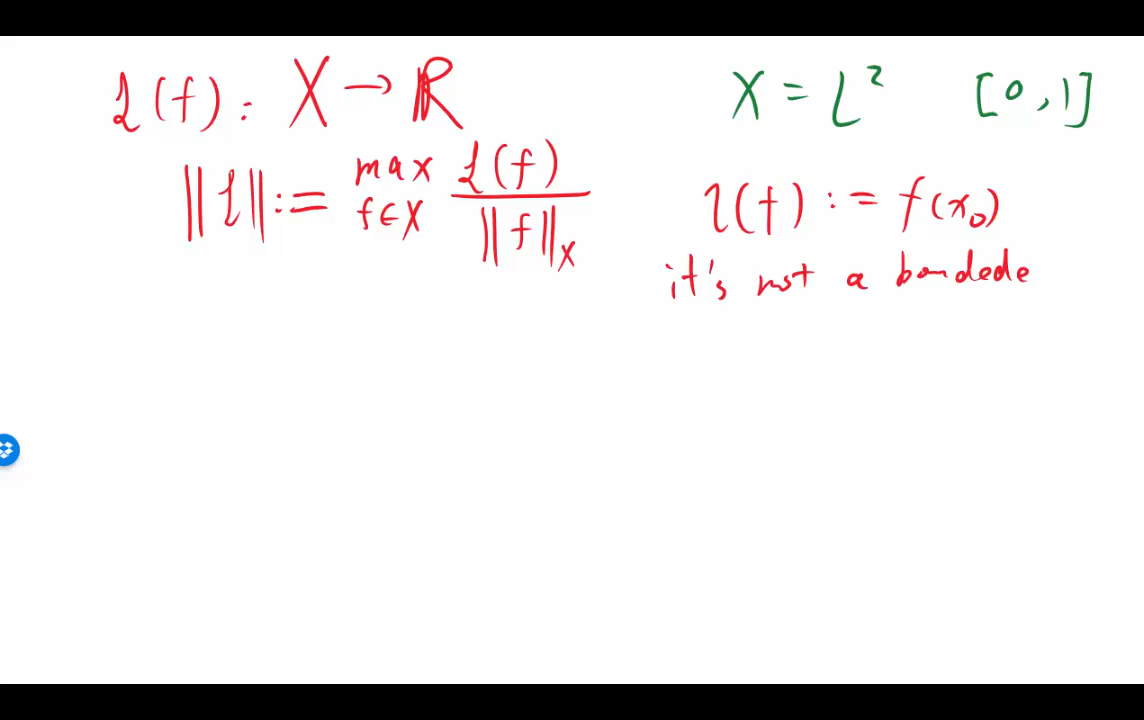 l(f) : X → ℝ
‖l‖ := max f∈X l(f) / ‖f‖_X
X = L² [0,1]
l(f) := f(x₀)
it's not a bondede